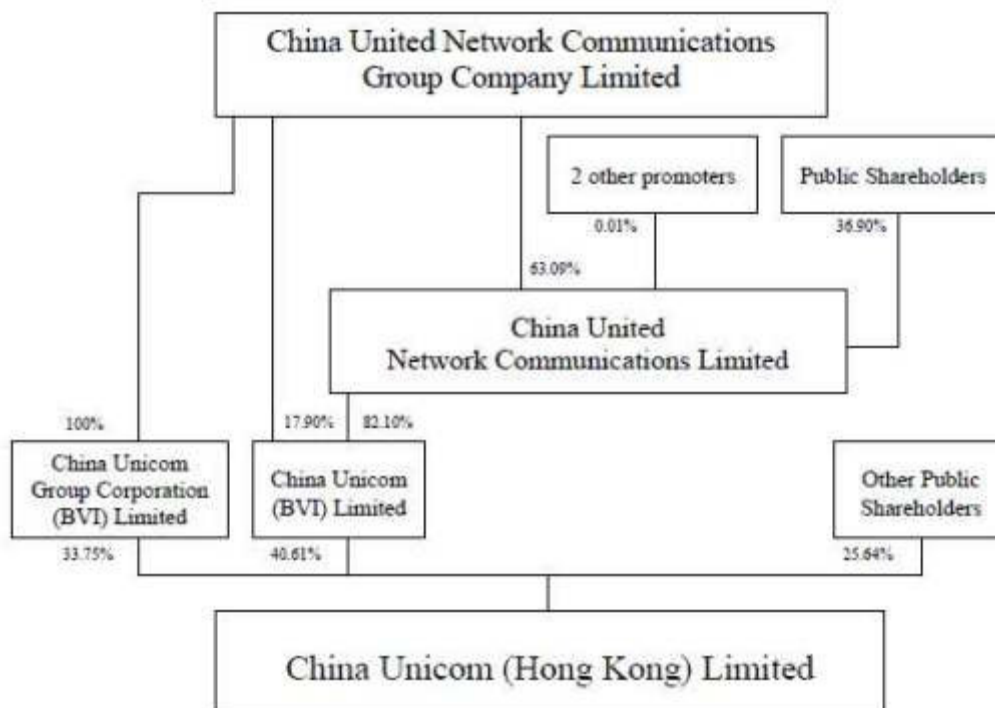 China United Network Communications
Group Company Limited
2 other promoters
Public Shareholders
0.01%
36.90%
63.09%
China United
Network Communications Limited
100%
17.90%
82.10%
China Unicom
Group Corporation
(BVI) Limited
China Unicom
(BVI) Limited
Other Public
Shareholders
33.75%
40.61%
25.64%
China Unicom (Hong Kong) Limited